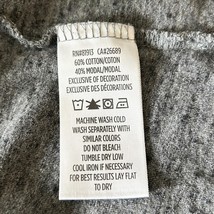 RN#81913 CA#26689
60% COTTON/COTON
40% MODAL/MODAL
EXCLUSIVE OF DECORATION
EXCLUSIVE DES DÉCORATIONS
MACHINE WASH COLD
WASH SEPARATELY WITH
SIMILAR COLORS
DO NOT BLEACH
TUMBLE DRY LOW
COOL IRON IF NECESSARY
FOR BEST RESULTS LAY FLAT
TO DRY